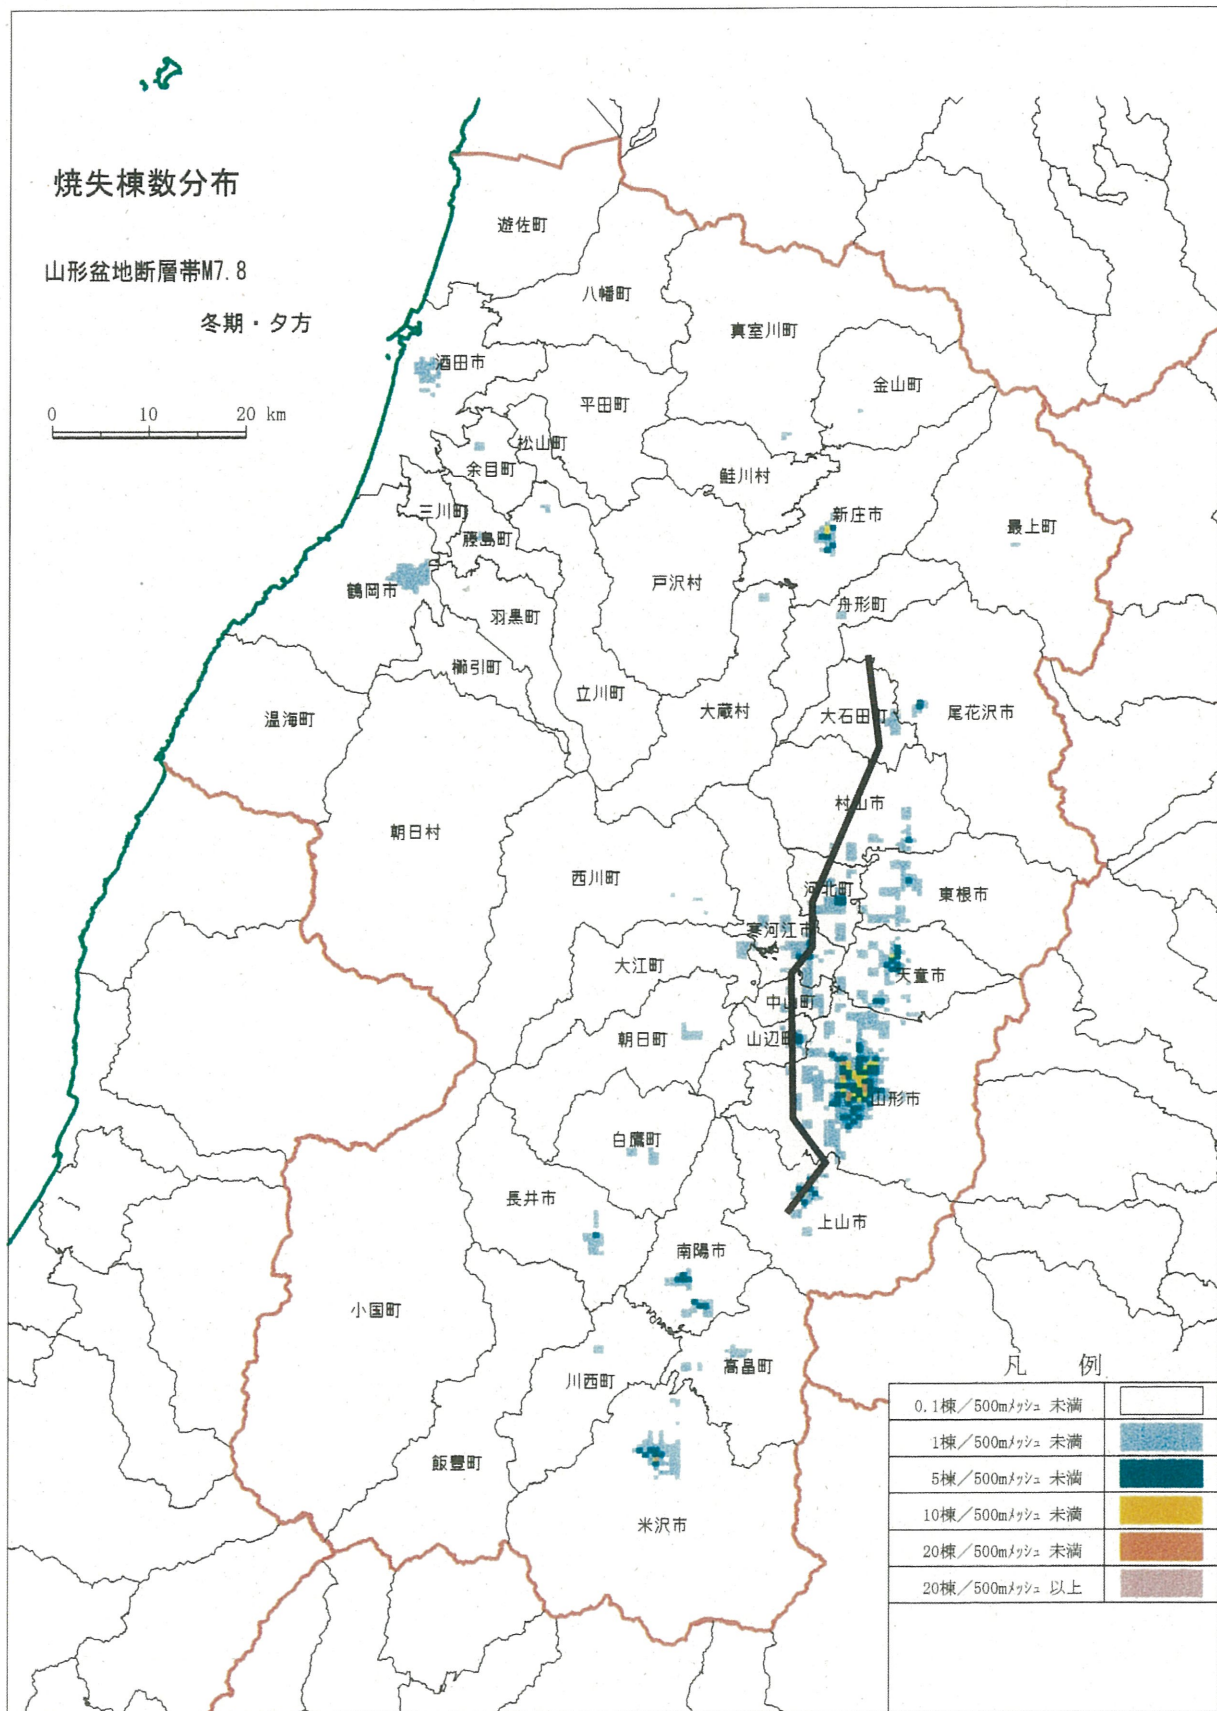 焼失棟数分布
山形盆地断層帯M7.8
冬期・夕方
0 10 20 km
遊佐町
八幡町
真室川町
酒田市
金山町
平田町
松山町
余目町
鮭川村
三川町
新庄市
最上町
藤島町
鶴岡市
戸沢村
舟形町
羽黒町
櫛引町
立川町
大蔵村
大石田町
尾花沢市
温海町
村山市
朝日村
西川町
河北町
東根市
寒河江市
大江町
天童市
中山町
朝日町
山辺町
山形市
白鷹町
長井市
上山市
南陽市
小国町
高畠町
川西町
飯豊町
米沢市
凡 例
0.1棟/500mメッシュ 未満
1棟/500mメッシュ 未満
5棟/500mメッシュ 未満
10棟/500mメッシュ 未満
20棟/500mメッシュ 未満
20棟/500mメッシュ 以上